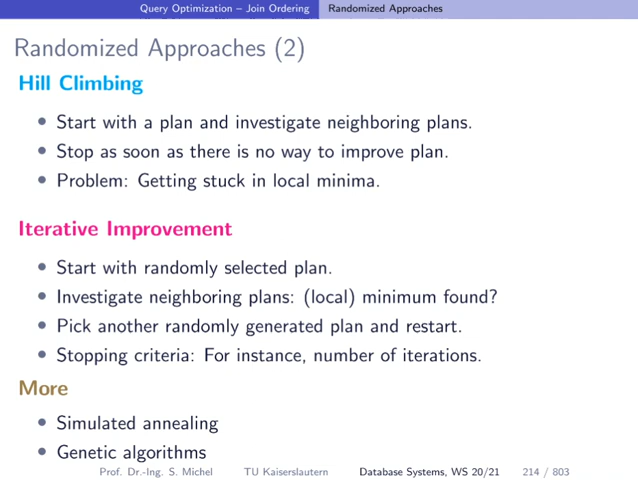 Query Optimization – Join Ordering Randomized Approaches
Randomized Approaches (2)
Hill Climbing
• Start with a plan and investigate neighboring plans.
• Stop as soon as there is no way to improve plan.
• Problem: Getting stuck in local minima.
Iterative Improvement
• Start with randomly selected plan.
• Investigate neighboring plans: (local) minimum found?
• Pick another randomly generated plan and restart.
• Stopping criteria: For instance, number of iterations.
More
• Simulated annealing
• Genetic algorithms
Prof. Dr.-Ing. S. Michel TU Kaiserslautern Database Systems, WS 20/21 214 / 803